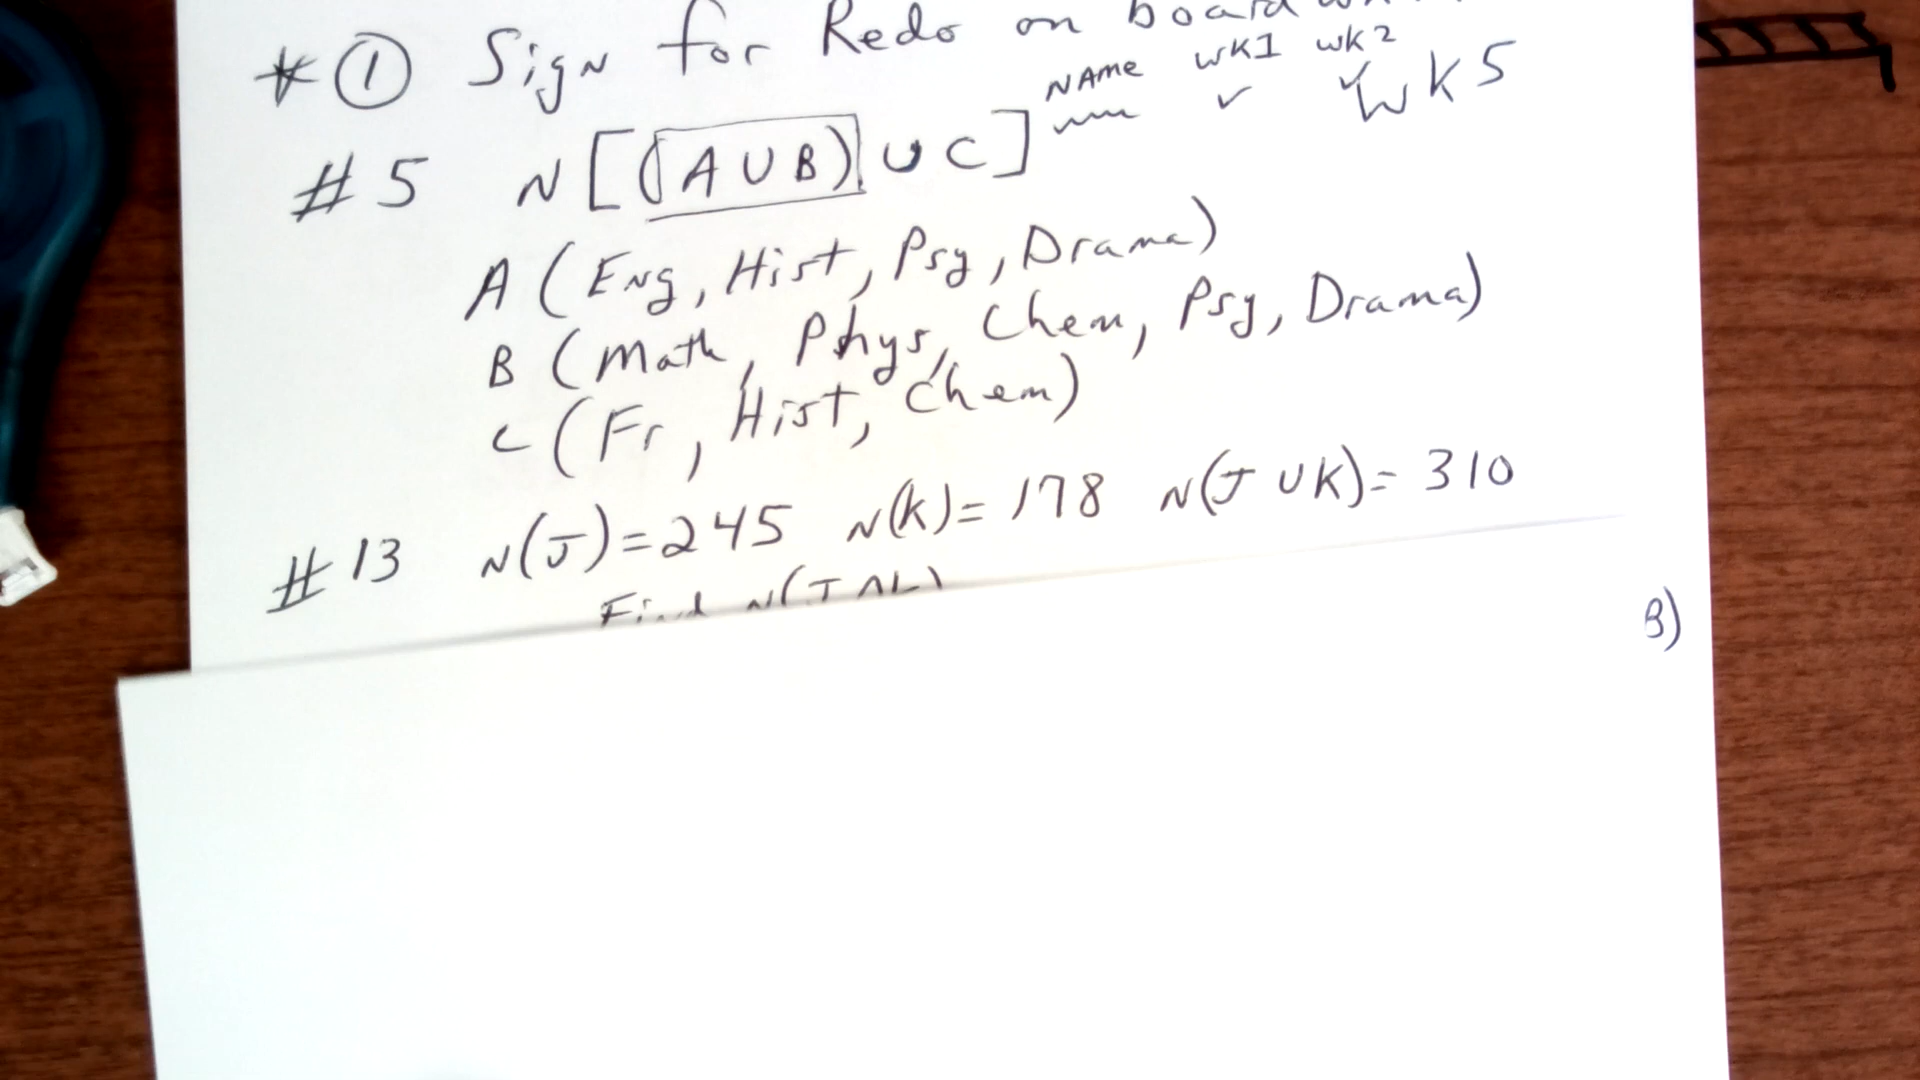 * ① Sign for Redo on board
NAME WK1 WK2
✓ ✓ WK5
#5 N[(A ∪ B) ∪ C]
A (Eng, Hist, Psy, Drama)
B (Math, Phys, Chem, Psy, Drama)
C (Fr, Hist, Chem)
#13 N(J)=245 N(K)=178 N(J ∪ K)=310
Find N(J ∩
B)